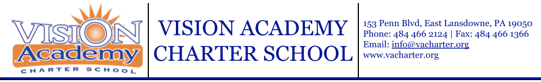 VISION
Academy
CHARTER SCHOOL
VISION ACADEMY
CHARTER SCHOOL
153 Penn Blvd, East Lansdowne, PA 19050
Phone: 484 466 2124 | Fax: 484 466 1366
Email: info@vacharter.org
www.vacharter.org